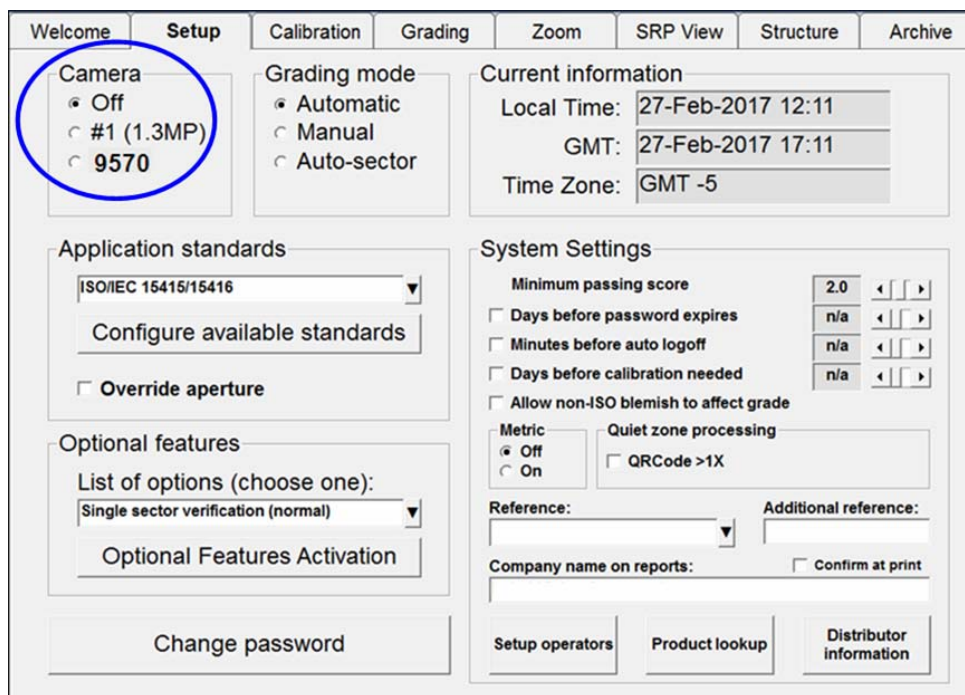 Welcome Setup Calibration Grading Zoom SRP View Structure Archive
Camera
Off
#1 (1.3MP)
9570
Grading mode
Automatic
Manual
Auto-sector
Current information
Local Time: 27-Feb-2017 12:11
GMT: 27-Feb-2017 17:11
Time Zone: GMT -5
Application standards
ISO/IEC 15415/15416
Configure available standards
Override aperture
Optional features
List of options (choose one):
Single sector verification (normal)
Optional Features Activation
Change password
System Settings
Minimum passing score 2.0
Days before password expires n/a
Minutes before auto logoff n/a
Days before calibration needed n/a
Allow non-ISO blemish to affect grade
Metric
Off
On
Quiet zone processing
QRCode >1X
Reference: Additional reference:
Company name on reports: Confirm at print
Setup operators Product lookup Distributor
information